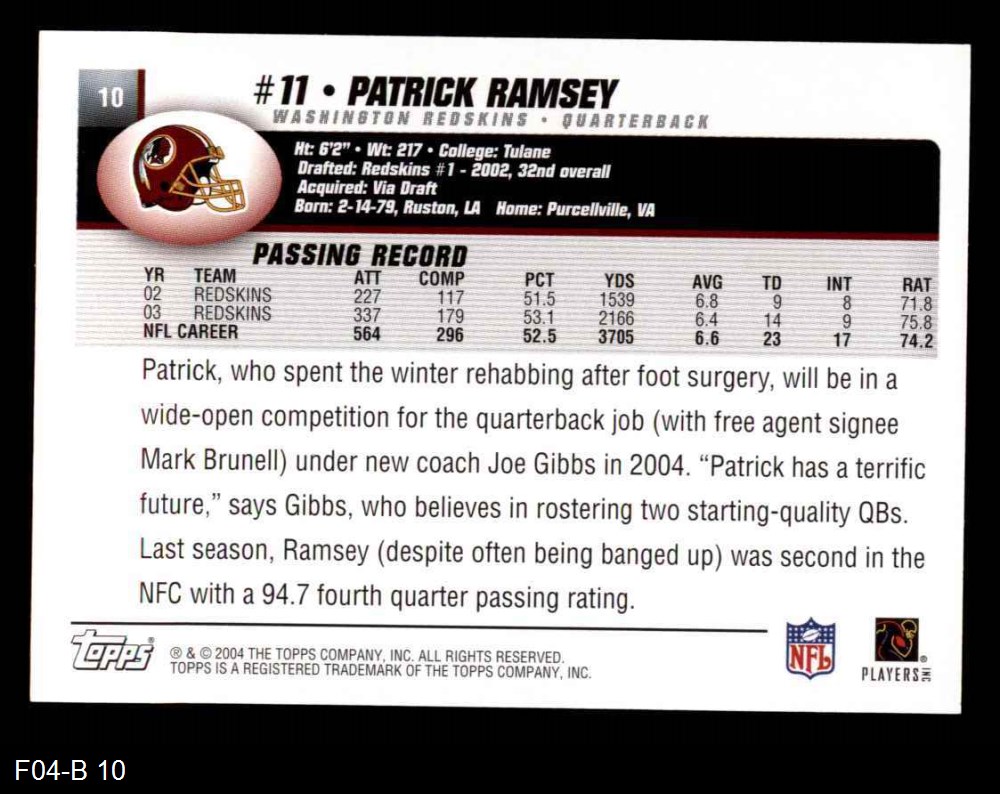 10
#11 • PATRICK RAMSEY
WASHINGTON REDSKINS • QUARTERBACK
Ht: 6'2" • Wt: 217 • College: Tulane
Drafted: Redskins #1 - 2002, 32nd overall
Acquired: Via Draft
Born: 2-14-79, Ruston, LA Home: Purcellville, VA
PASSING RECORD
YR TEAM ATT COMP PCT YDS AVG TD INT RAT
02 REDSKINS 227 117 51.5 1539 6.8 9 8 71.8
03 REDSKINS 337 179 53.1 2166 6.4 14 9 75.8
NFL CAREER 564 296 52.5 3705 6.6 23 17 74.2
Patrick, who spent the winter rehabbing after foot surgery, will be in a
wide-open competition for the quarterback job (with free agent signee
Mark Brunell) under new coach Joe Gibbs in 2004. “Patrick has a terrific
future,” says Gibbs, who believes in rostering two starting-quality QBs.
Last season, Ramsey (despite often being banged up) was second in the
NFC with a 94.7 fourth quarter passing rating.
Topps®
® & © 2004 THE TOPPS COMPANY, INC. ALL RIGHTS RESERVED.
TOPPS IS A REGISTERED TRADEMARK OF THE TOPPS COMPANY, INC.
NFL
®
PLAYERS INC
F04-B 10